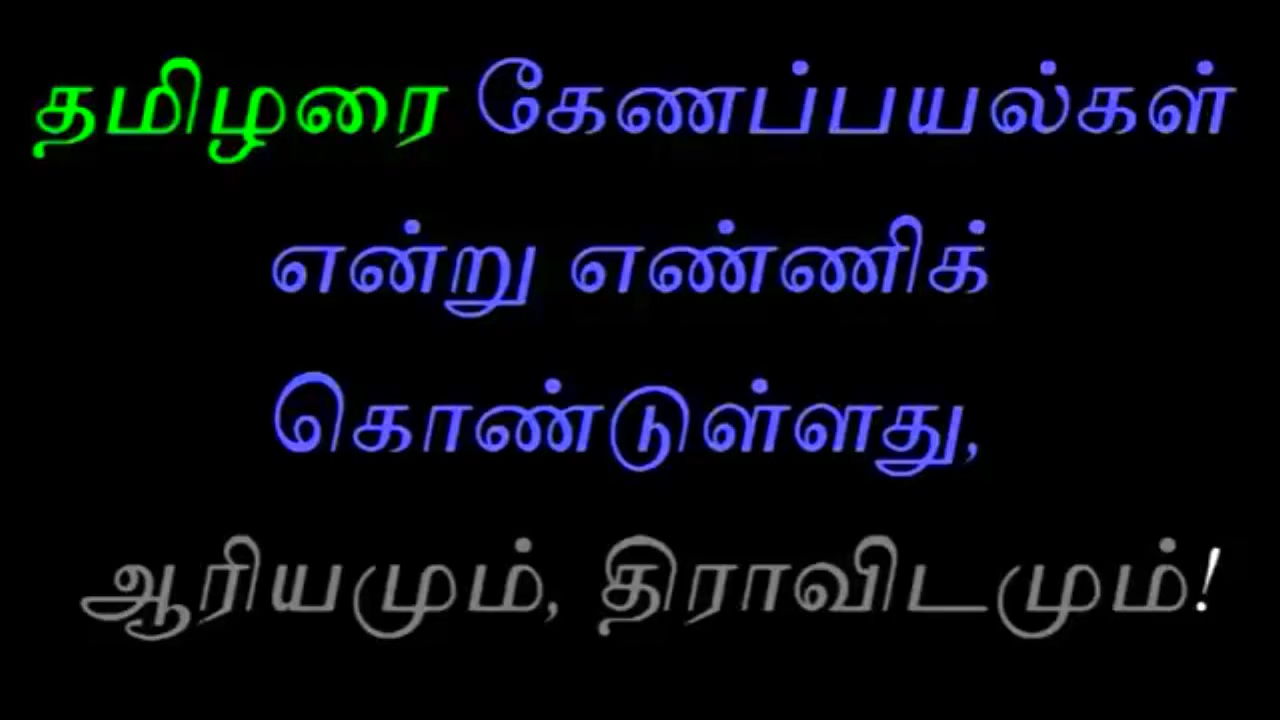 தமிழரை கேணப்பயல்கள்
என்று எண்ணிக்
கொண்டுள்ளது,
ஆரியமும், திராவிடமும்!